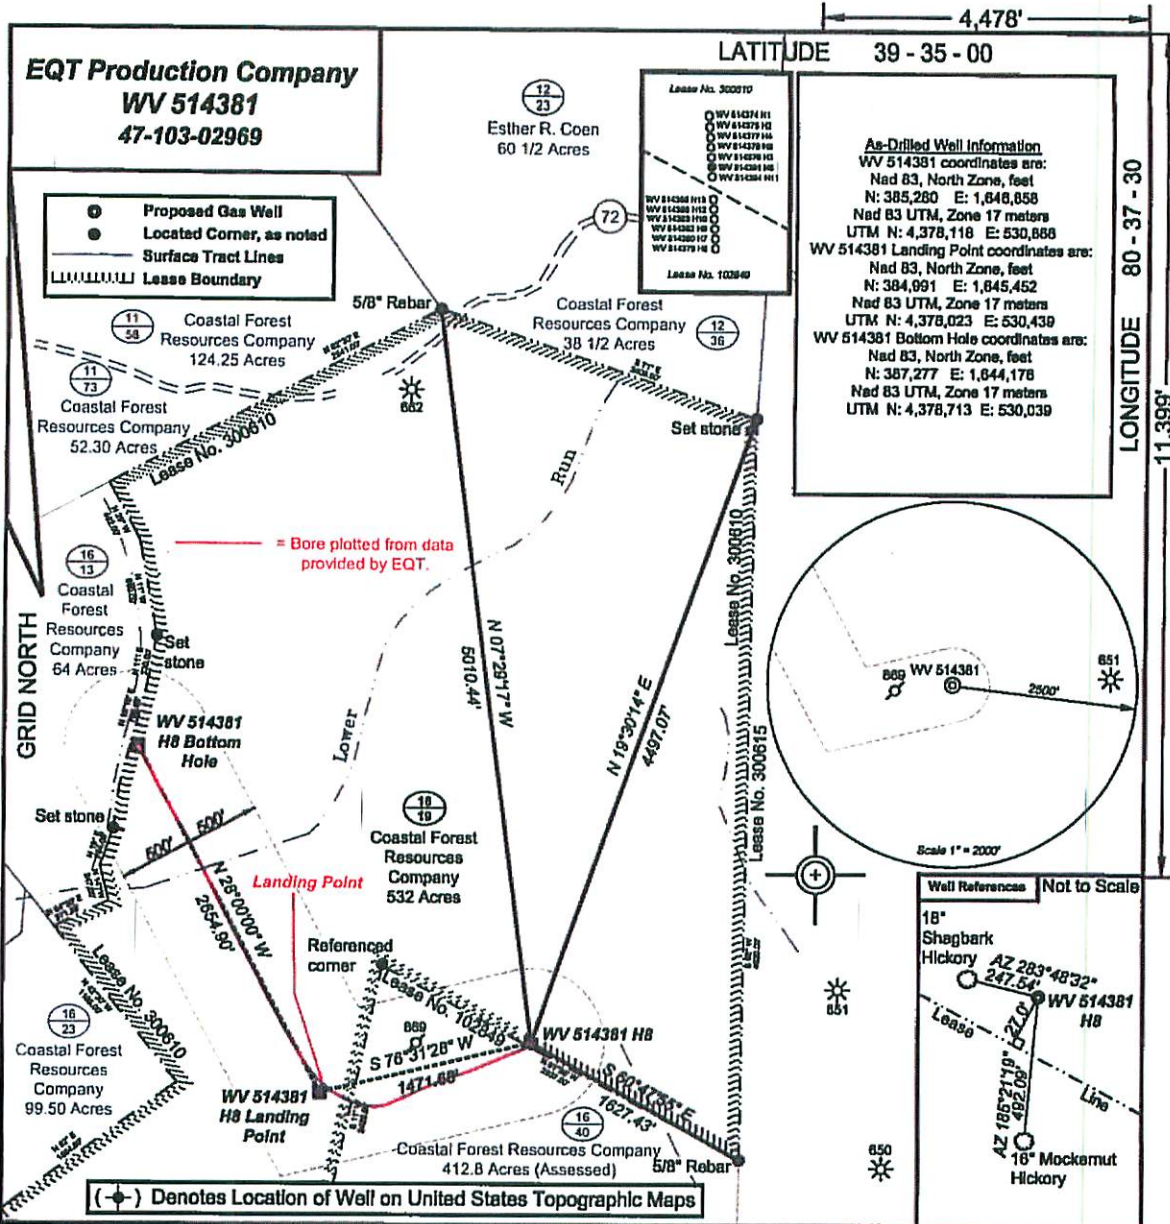 4,478'
LATITUDE 39 - 35 - 00
EQT Production Company
WV 514381
47-103-02969
12
23
Esther R. Coen
60 1/2 Acres
Lease No. 300610
Lease No. 102849
72
As-Drilled Well Information
WV 514381 coordinates are:
Nad 83, North Zone, feet
N: 385,280 E: 1,646,858
Nad 83 UTM, Zone 17 meters
UTM N: 4,378,118 E: 530,868
WV 514381 Landing Point coordinates are:
Nad 83, North Zone, feet
N: 384,991 E: 1,645,452
Nad 83 UTM, Zone 17 meters
UTM N: 4,378,023 E: 530,439
WV 514381 Bottom Hole coordinates are:
Nad 83, North Zone, feet
N: 387,277 E: 1,644,176
Nad 83 UTM, Zone 17 meters
UTM N: 4,378,713 E: 530,039
LONGITUDE 80 - 37 - 30
11,399'
Proposed Gas Well
Located Corner, as noted
Surface Tract Lines
Lease Boundary
5/8" Rebar
11
58
Coastal Forest
Resources Company
124.25 Acres
Coastal Forest
Resources Company
38 1/2 Acres
12
36
11
73
Coastal Forest
Resources Company
52.30 Acres
662
Set stone
Lease No. 300610
Run
= Bore plotted from data
provided by EQT.
16
13
Coastal
Forest
Resources
Company
64 Acres
GRID NORTH
Set
stone
Lease No. 300610
Lease No. 300615
N 07°29'17" W
5010.44'
N 19°30'14" E
4497.07'
WV 514381
H8 Bottom
Hole
Lower
669
WV 514381
651
2500'
Scale 1" = 2000'
Set stone
500'
500'
N 28°00'00" W
2654.90'
Landing Point
16
19
Coastal Forest
Resources
Company
532 Acres
Referenced
corner
Lease No. 102849
Lease No. 300610
669
S 76°31'28" W
1471.68'
WV 514381 H8
S 60°47'55" E
1627.43'
WV 514381
H8 Landing
Point
16
23
Coastal Forest
Resources
Company
99.50 Acres
16
40
Coastal Forest Resources Company
412.8 Acres (Assessed)
5/8" Rebar
651
650
Well References
Not to Scale
18"
Shagbark
Hickory
AZ 283°48'32"
247.54'
WV 514381
H8
27.0'
Lease
Line
AZ 185°21'19"
492.09'
16" Mockernut
Hickory
( ) Denotes Location of Well on United States Topographic Maps